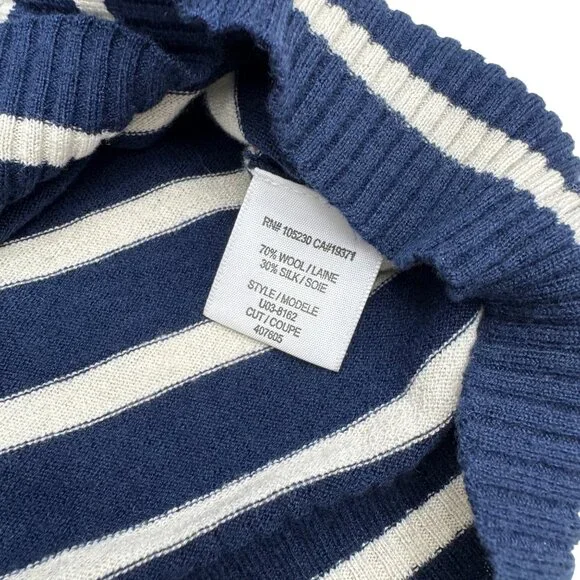 RN# 105230 CA#19371
70% WOOL / LAINE
30% SILK / SOIE
STYLE / MODELE
U03-8162
CUT / COUPE
407605